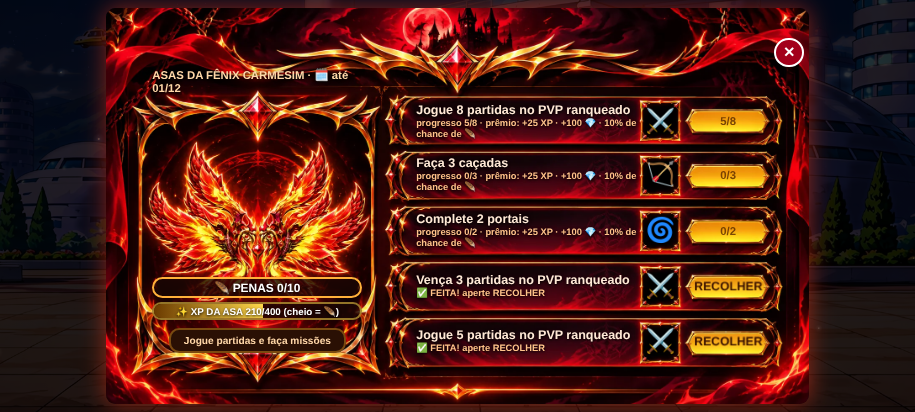 ASAS DA FÊNIX CARMESIM · 🗓️ até
01/12
🪶 PENAS 0/10
✨ XP DA ASA 210/400 (cheio = 🪶)
Jogue partidas e faça missões
Jogue 8 partidas no PVP ranqueado
progresso 5/8 · prêmio: +25 XP · +100 💎 · 10% de
chance de 🪶
5/8
Faça 3 caçadas
progresso 0/3 · prêmio: +25 XP · +100 💎 · 10% de
chance de 🪶
0/3
Complete 2 portais
progresso 0/2 · prêmio: +25 XP · +100 💎 · 10% de
chance de 🪶
0/2
Vença 3 partidas no PVP ranqueado
✅ FEITA! aperte RECOLHER
RECOLHER
Jogue 5 partidas no PVP ranqueado
✅ FEITA! aperte RECOLHER
RECOLHER